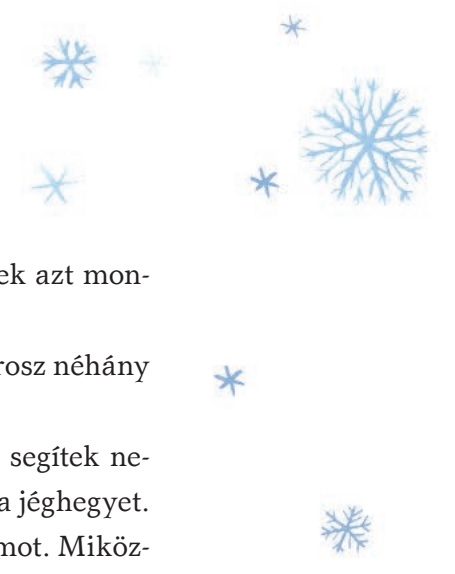 ek azt mon-
rosz néhány
segítek ne-
a jéghegyet.
mot. Miköz-